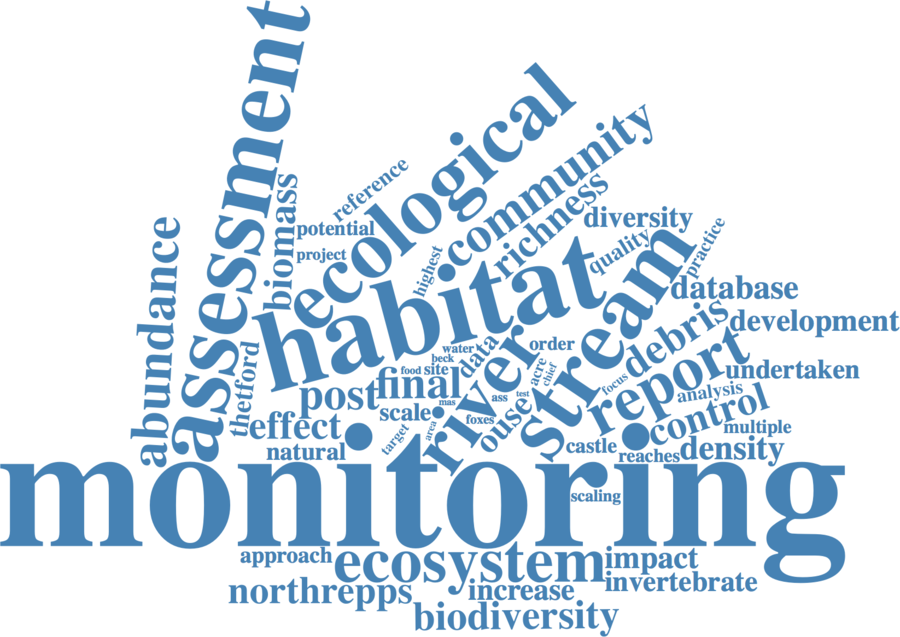 assessment
ecological
community
reference
biomass
richness
abundance
potential
diversity
practice
quality
project
highest
habitat
stream
database
debris
development
water
data
order
beck
thetford
food
site
river
acre
chief
report
undertaken
post
final
focus
analysis
mas
ass
test
scale
foxes
ouse
control
effect
area
target
multiple
natural
castle
reaches
density
monitoring
scaling
approach
ecosystem
impact
northrepps
increase
invertebrate
biodiversity